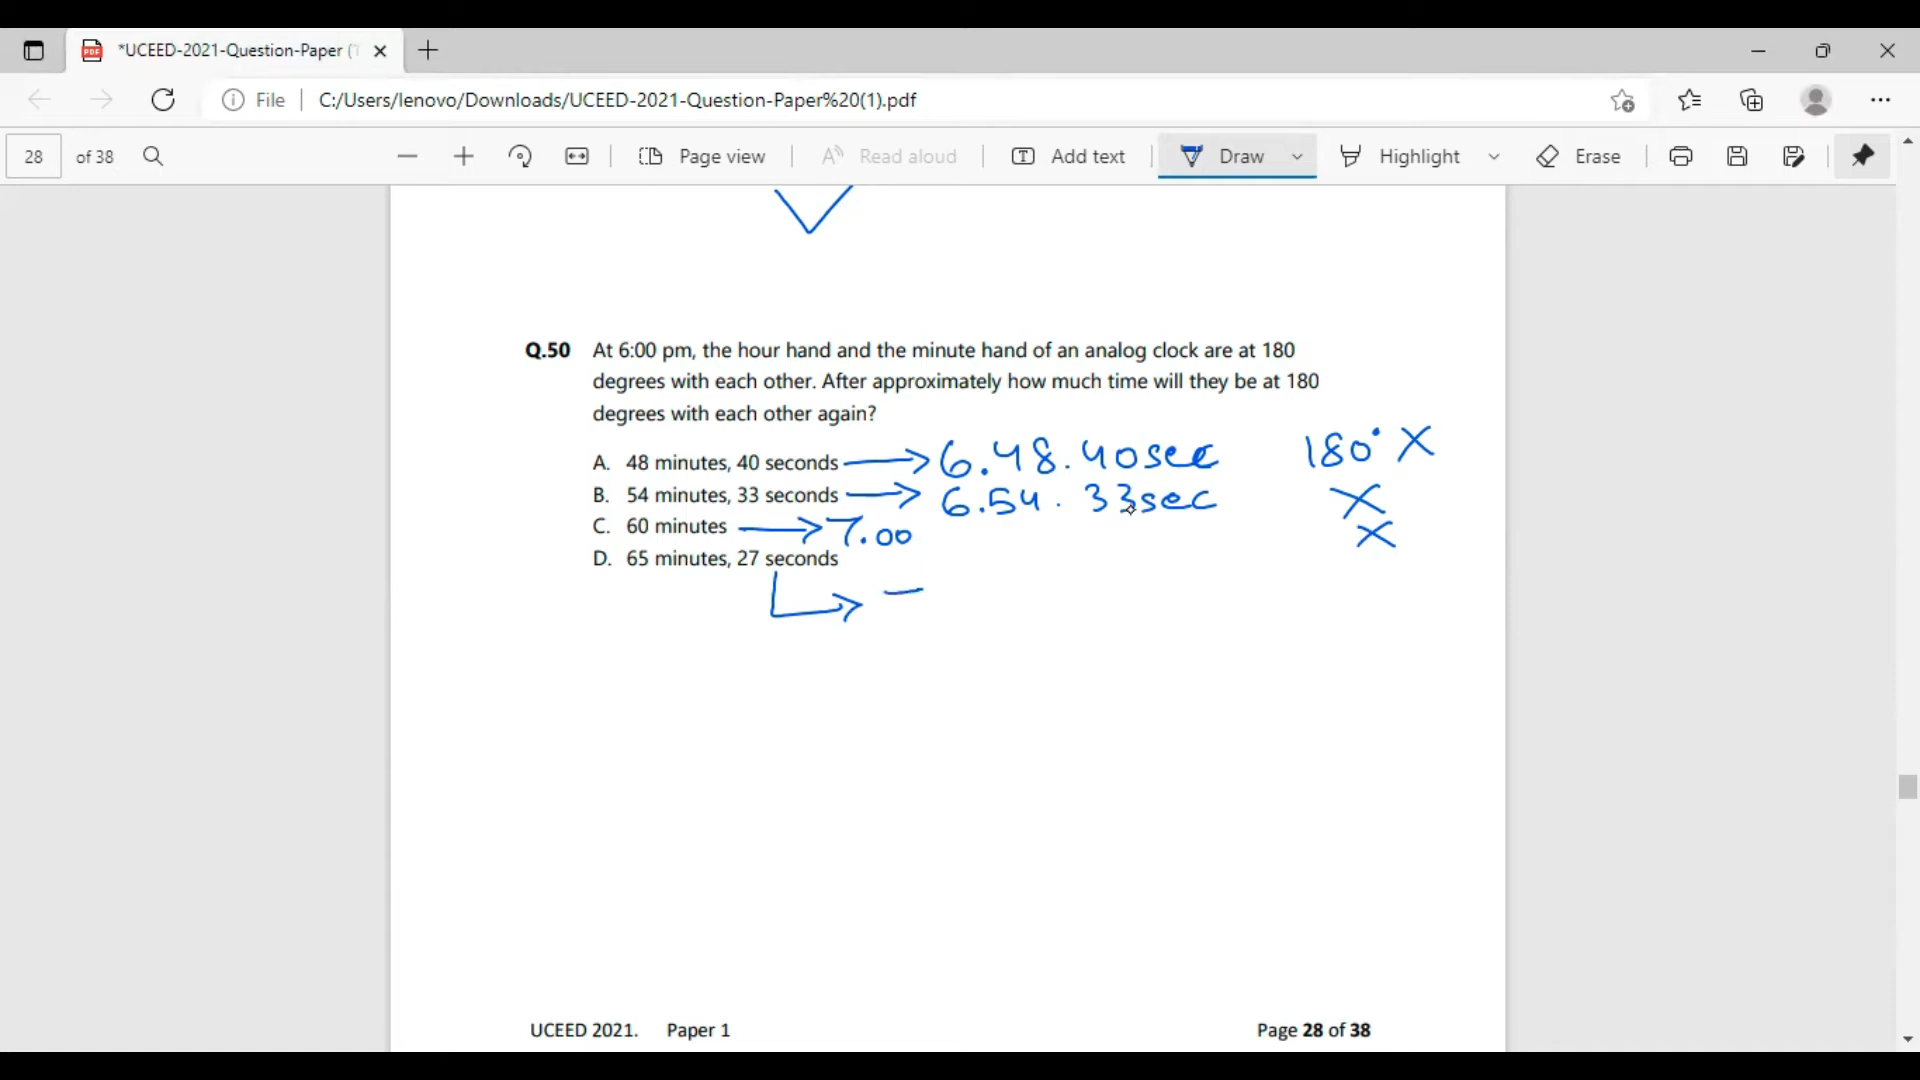 *UCEED-2021-Question-Paper (
File C:/Users/lenovo/Downloads/UCEED-2021-Question-Paper%20(1).pdf
28 of 38 Page view Read aloud Add text Draw Highlight Erase
Q.50 At 6:00 pm, the hour hand and the minute hand of an analog clock are at 180
degrees with each other. After approximately how much time will they be at 180
degrees with each other again?
A. 48 minutes, 40 seconds 6.48.40sec 180° X
B. 54 minutes, 33 seconds 6.54.33sec X
C. 60 minutes 7.00 X
D. 65 minutes, 27 seconds
UCEED 2021. Paper 1 Page 28 of 38